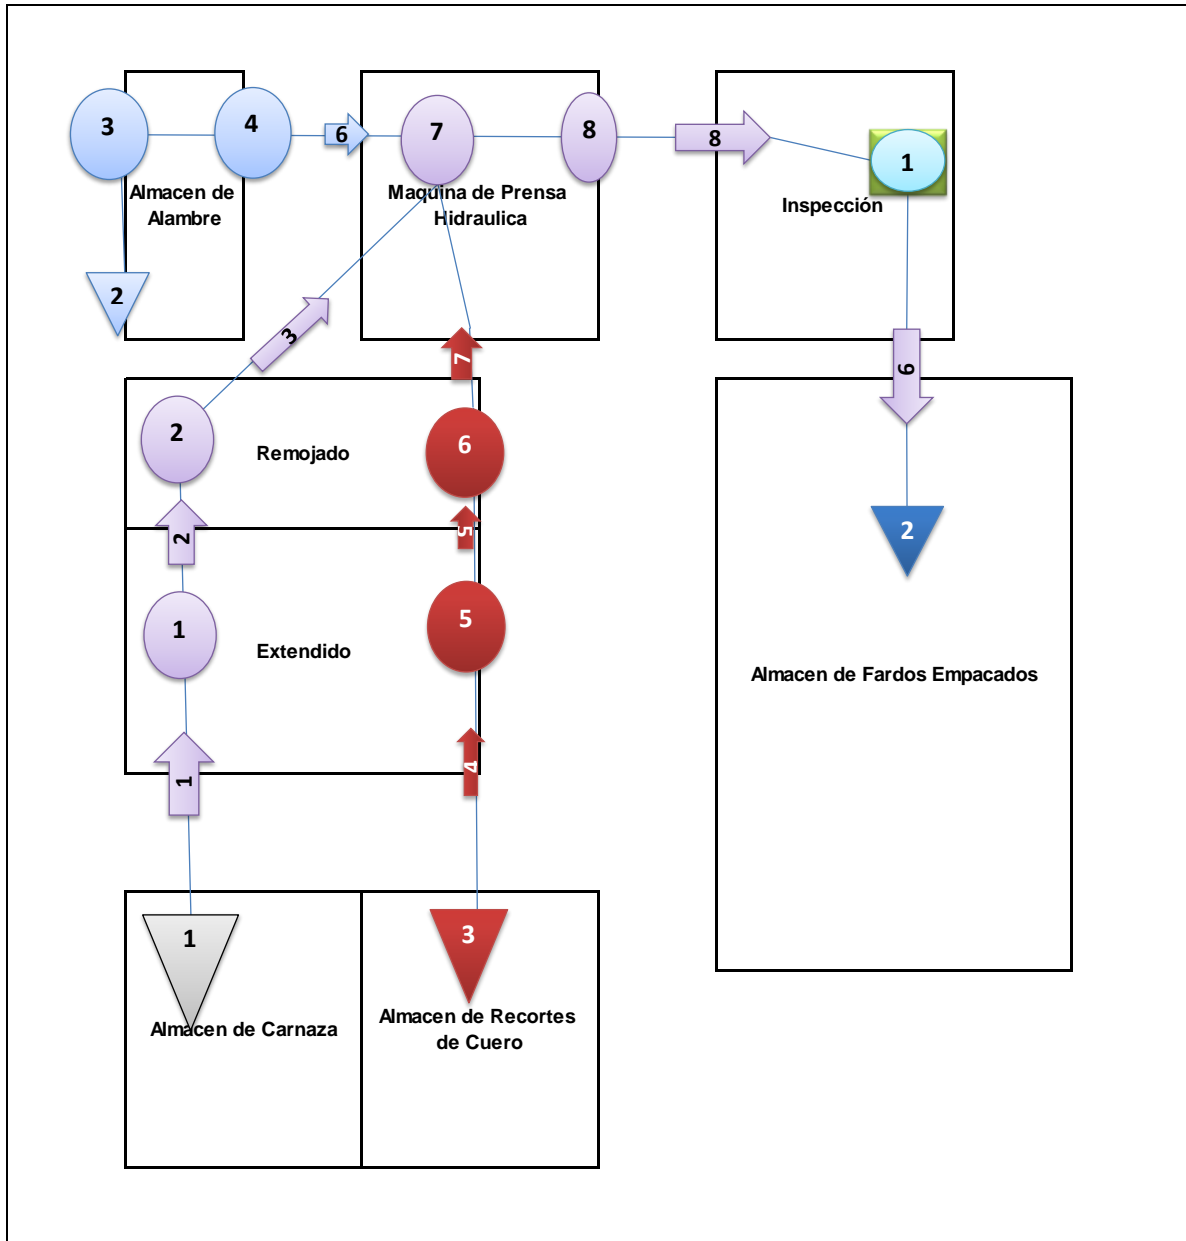 3
4
6
7
8
8
1
Almacen de
Alambre
Maquina de Prensa
Hidraulica
Inspección
2
3
7
9
2
Remojado
6
2
5
2
1
Extendido
5
Almacen de Fardos Empacados
1
4
1
3
Almacen de Carnaza
Almacen de Recortes
de Cuero